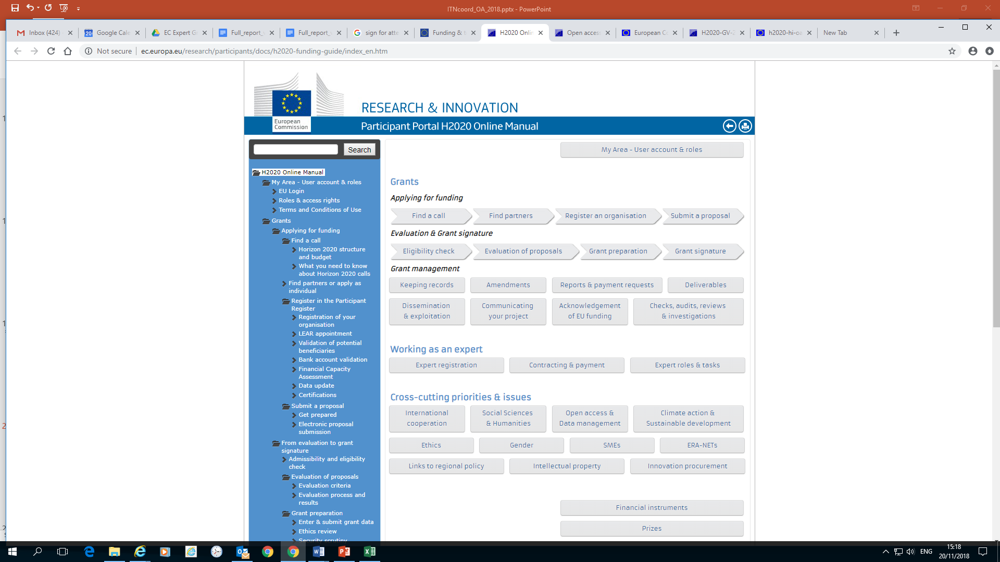 ITNcoord_OA_2018.pptx - PowerPoint
Inbox (424)
Google Cale
EC Expert G
Full_report_
Full_report_
sign for atte
Funding & t
H2020 Onlin
Open access
European Co
H2020-GV-2
h2020-hi-oa
New Tab
Not secure
ec.europa.eu/research/participants/docs/h2020-funding-guide/index_en.htm
European
Commission
RESEARCH & INNOVATION
Participant Portal H2020 Online Manual
Search
H2020 Online Manual
My Area - User account & roles
EU Login
Roles & access rights
Terms and Conditions of Use
Grants
Applying for funding
Find a call
Horizon 2020 structure
and budget
What you need to know
about Horizon 2020 calls
Find partners or apply as
individual
Register in the Participant
Register
Registration of your
organisation
LEAR appointment
Validation of potential
beneficiaries
Bank account validation
Financial Capacity
Assessment
Data update
Certifications
Submit a proposal
Get prepared
Electronic proposal
submission
From evaluation to grant
signature
Admissibility and eligibility
check
Evaluation of proposals
Evaluation criteria
Evaluation process and
results
Grant preparation
Enter & submit grant data
Ethics review
Security scrutiny
My Area - User account & roles
Grants
Applying for funding
Find a call
Find partners
Register an organisation
Submit a proposal
Evaluation & Grant signature
Eligibility check
Evaluation of proposals
Grant preparation
Grant signature
Grant management
Keeping records
Amendments
Reports & payment requests
Deliverables
Dissemination
& exploitation
Communicating
your project
Acknowledgement
of EU funding
Checks, audits, reviews
& investigations
Working as an expert
Expert registration
Contracting & payment
Expert roles & tasks
Cross-cutting priorities & issues
International
cooperation
Social Sciences
& Humanities
Open access &
Data management
Climate action &
Sustainable development
Ethics
Gender
SMEs
ERA-NETs
Links to regional policy
Intellectual property
Innovation procurement
Financial instruments
Prizes
ENG
15:18
20/11/2018